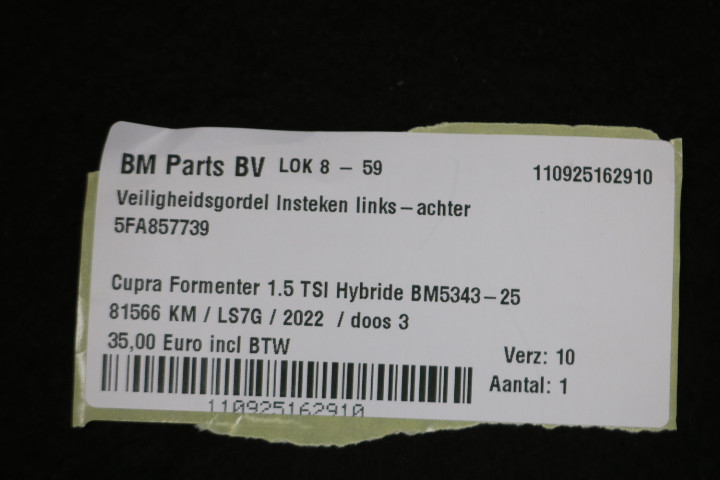 BM Parts BV LOK 8 - 59 110925162910
Veiligheidsgordel Insteken links-achter
5FA857739
Cupra Formenter 1.5 TSI Hybride BM5343-25
81566 KM / LS7G / 2022 / doos 3
35,00 Euro incl BTW
Verz: 10
Aantal: 1
110925162910